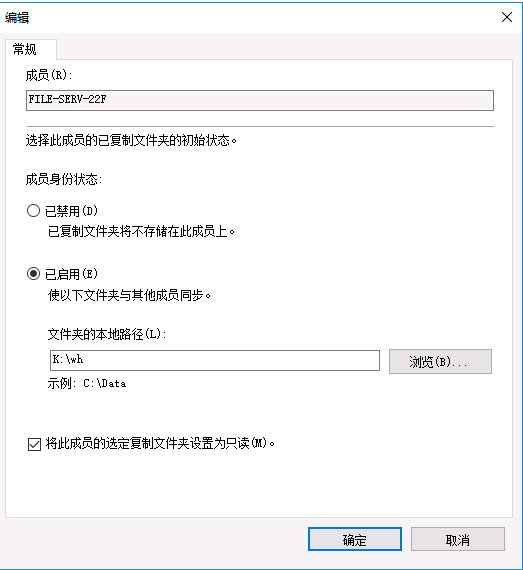 编辑
常规
成员(R):
FILE-SERV-22F
选择此成员的已复制文件夹的初始状态。
成员身份状态:
已禁用(D)
已复制文件夹将不存储在此成员上。
已启用(E)
使以下文件夹与其他成员同步。
文件夹的本地路径(L):
K:\wh
浏览(B)...
示例: C:\Data
将此成员的选定复制文件夹设置为只读(M)。
确定
取消